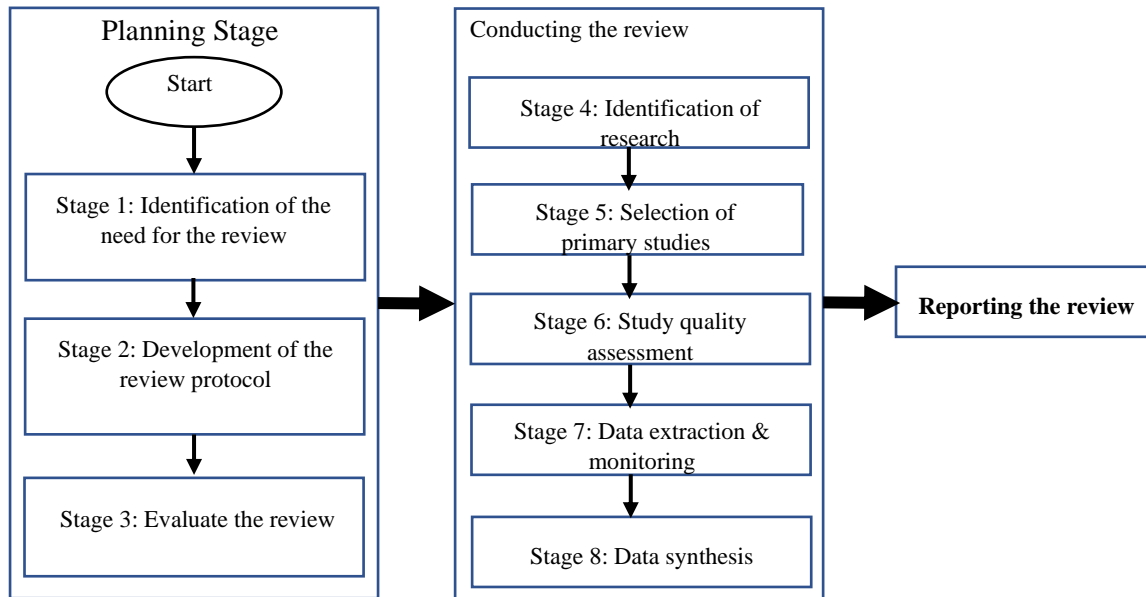 Planning Stage
Start
Stage 1: Identification of the
need for the review
Stage 2: Development of the
review protocol
Stage 3: Evaluate the review
Conducting the review
Stage 4: Identification of
research
Stage 5: Selection of
primary studies
Stage 6: Study quality
assessment
Stage 7: Data extraction &
monitoring
Stage 8: Data synthesis
Reporting the review